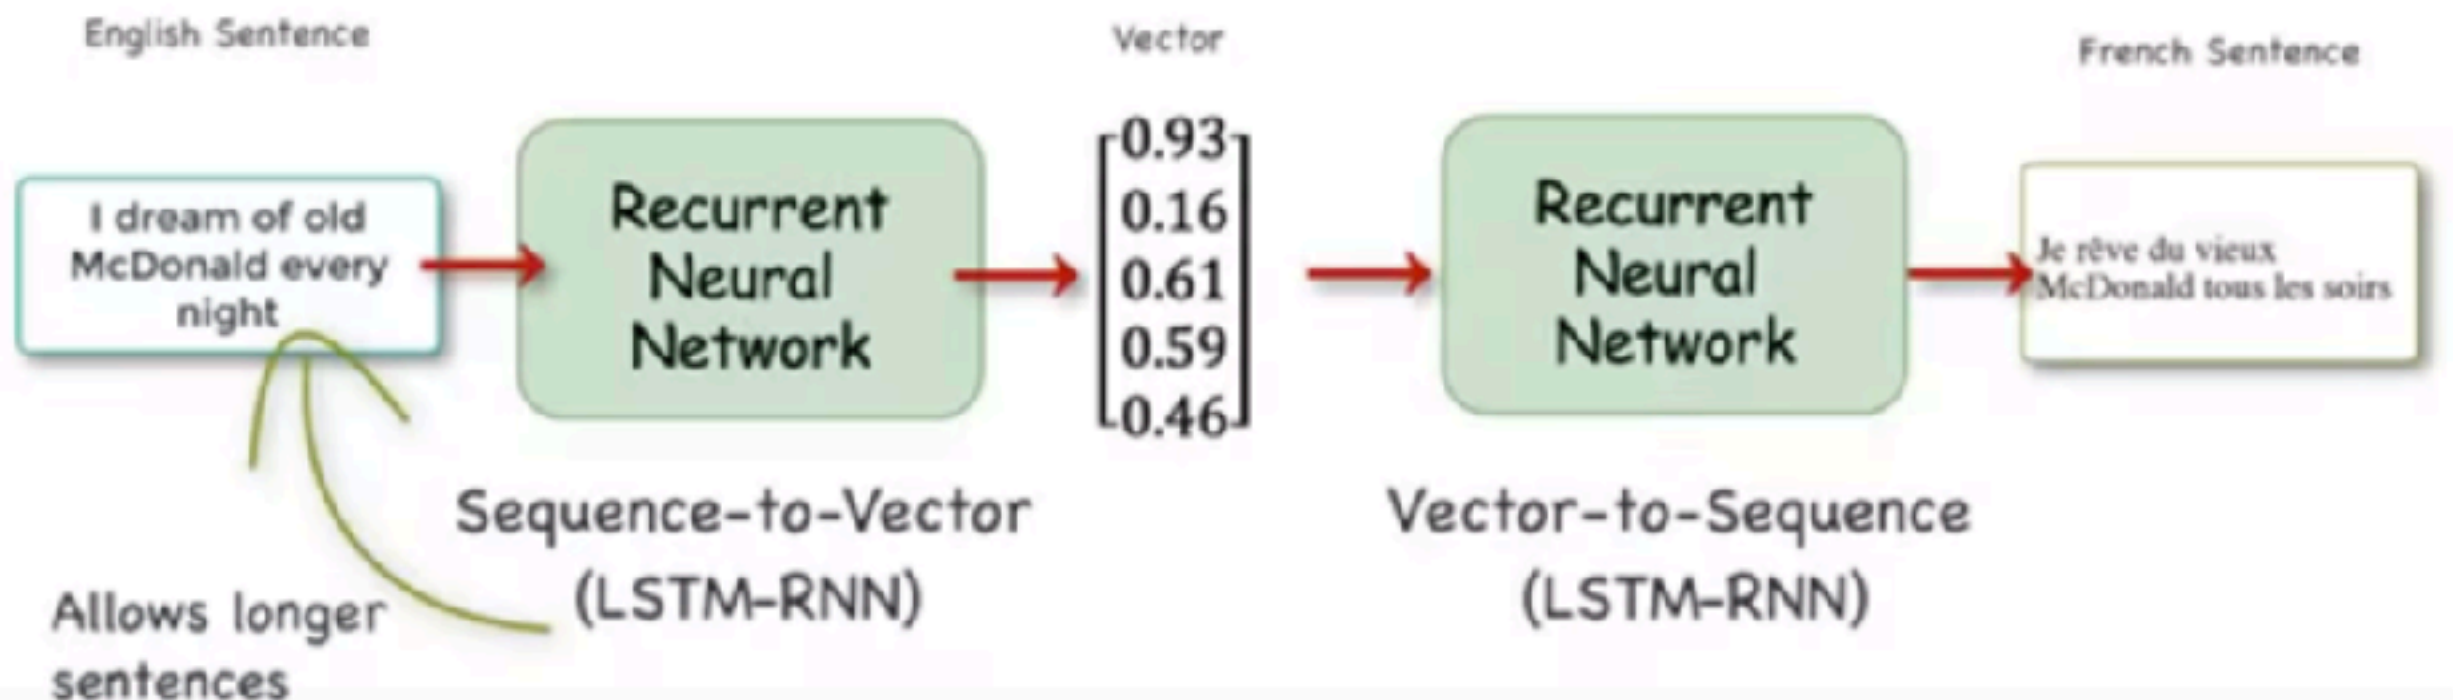 English Sentence
Vector
French Sentence
I dream of old
McDonald every
night
Recurrent
Neural
Network
0.93
0.16
0.61
0.59
0.46
Recurrent
Neural
Network
Je rêve du vieux
McDonald tous les soirs
Sequence-to-Vector
(LSTM-RNN)
Vector-to-Sequence
(LSTM-RNN)
Allows longer
sentences